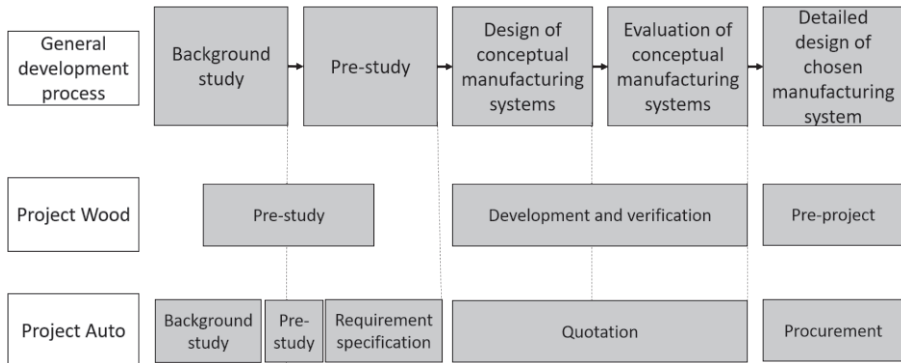 General
development
process
Background
study
Pre-study
Design of
conceptual
manufacturing
systems
Evaluation of
conceptual
manufacturing
systems
Detailed
design of
chosen
manufacturing
system
Project Wood
Pre-study
Development and verification
Pre-project
Project Auto
Background
study
Pre-
study
Requirement
specification
Quotation
Procurement